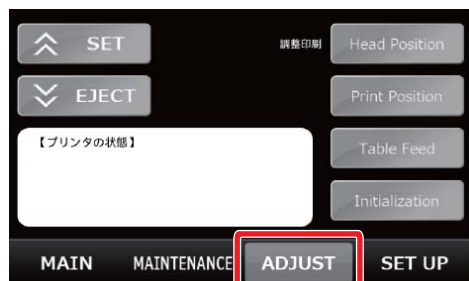 SET
調整印刷
Head Position
EJECT
Print Position
【プリンタの状態】
Table Feed
Initialization
MAIN
MAINTENANCE
ADJUST
SET UP